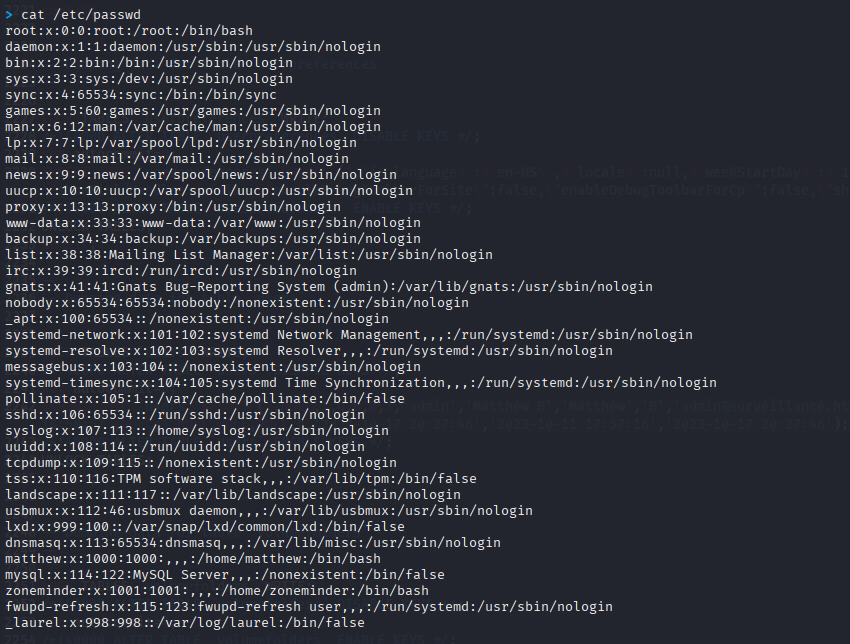 > cat /etc/passwd
root:x:0:0:root:/root:/bin/bash
daemon:x:1:1:daemon:/usr/sbin:/usr/sbin/nologin
bin:x:2:2:bin:/bin:/usr/sbin/nologin
sys:x:3:3:sys:/dev:/usr/sbin/nologin
sync:x:4:65534:sync:/bin:/bin/sync
games:x:5:60:games:/usr/games:/usr/sbin/nologin
man:x:6:12:man:/var/cache/man:/usr/sbin/nologin
lp:x:7:7:lp:/var/spool/lpd:/usr/sbin/nologin
mail:x:8:8:mail:/var/mail:/usr/sbin/nologin
news:x:9:9:news:/var/spool/news:/usr/sbin/nologin
uucp:x:10:10:uucp:/var/spool/uucp:/usr/sbin/nologin
proxy:x:13:13:proxy:/bin:/usr/sbin/nologin
www-data:x:33:33:www-data:/var/www:/usr/sbin/nologin
backup:x:34:34:backup:/var/backups:/usr/sbin/nologin
list:x:38:38:Mailing List Manager:/var/list:/usr/sbin/nologin
irc:x:39:39:ircd:/run/ircd:/usr/sbin/nologin
gnats:x:41:41:Gnats Bug-Reporting System (admin):/var/lib/gnats:/usr/sbin/nologin
nobody:x:65534:65534:nobody:/nonexistent:/usr/sbin/nologin
_apt:x:100:65534::/nonexistent:/usr/sbin/nologin
systemd-network:x:101:102:systemd Network Management,,,:/run/systemd:/usr/sbin/nologin
systemd-resolve:x:102:103:systemd Resolver,,,:/run/systemd:/usr/sbin/nologin
messagebus:x:103:104::/nonexistent:/usr/sbin/nologin
systemd-timesync:x:104:105:systemd Time Synchronization,,,:/run/systemd:/usr/sbin/nologin
pollinate:x:105:1::/var/cache/pollinate:/bin/false
sshd:x:106:65534::/run/sshd:/usr/sbin/nologin
syslog:x:107:113::/home/syslog:/usr/sbin/nologin
uuidd:x:108:114::/run/uuidd:/usr/sbin/nologin
tcpdump:x:109:115::/nonexistent:/usr/sbin/nologin
tss:x:110:116:TPM software stack,,,:/var/lib/tpm:/bin/false
landscape:x:111:117::/var/lib/landscape:/usr/sbin/nologin
usbmux:x:112:46:usbmux daemon,,,:/var/lib/usbmux:/usr/sbin/nologin
lxd:x:999:100::/var/snap/lxd/common/lxd:/bin/false
dnsmasq:x:113:65534:dnsmasq,,,:/var/lib/misc:/usr/sbin/nologin
matthew:x:1000:1000:,,,:/home/matthew:/bin/bash
mysql:x:114:122:MySQL Server,,,:/nonexistent:/bin/false
zoneminder:x:1001:1001:,,,:/home/zoneminder:/bin/bash
fwupd-refresh:x:115:123:fwupd-refresh user,,,:/run/systemd:/usr/sbin/nologin
_laurel:x:998:998::/var/log/laurel:/bin/false